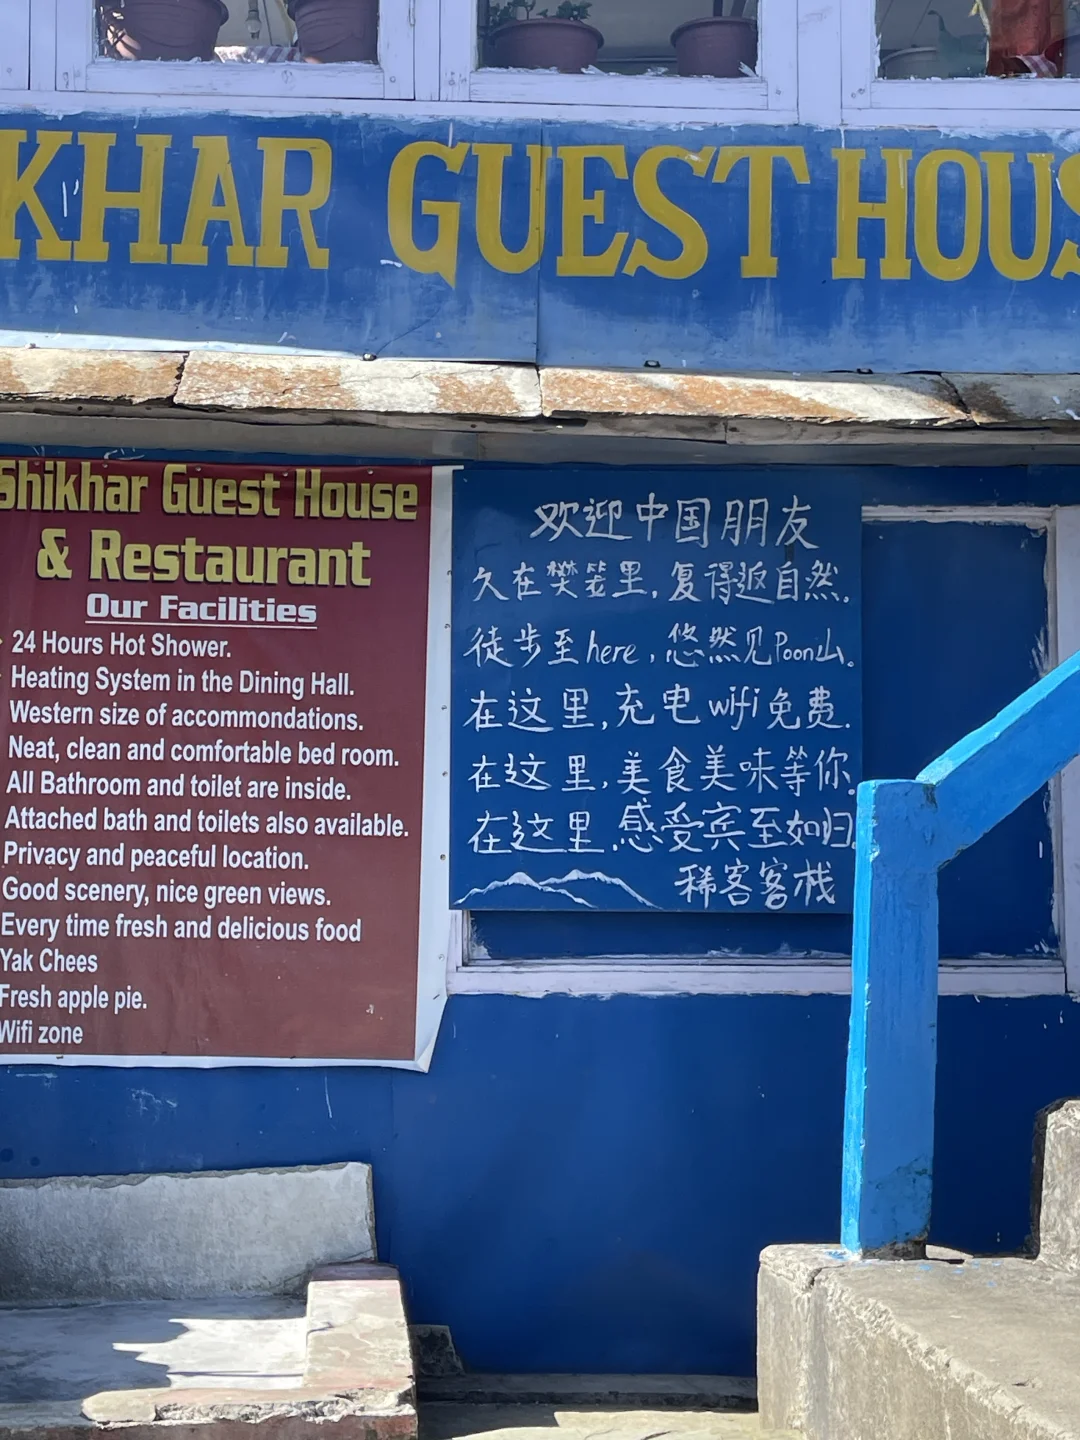 KHAR GUEST HOUS
Shikhar Guest House
& Restaurant
Our Facilities
24 Hours Hot Shower.
Heating System in the Dining Hall.
Western size of accommodations.
Neat, clean and comfortable bed room.
All Bathroom and toilet are inside.
Attached bath and toilets also available.
Privacy and peaceful location.
Good scenery, nice green views.
Every time fresh and delicious food
Yak Chees
Fresh apple pie.
Wifi zone
欢迎中国朋友
久在樊笼里,复得返自然。
徒步至here,悠然见Poon山。
在这里,充电wifi免费.
在这里,美食美味等你。
在这里,感受宾至如归。
稀客客栈